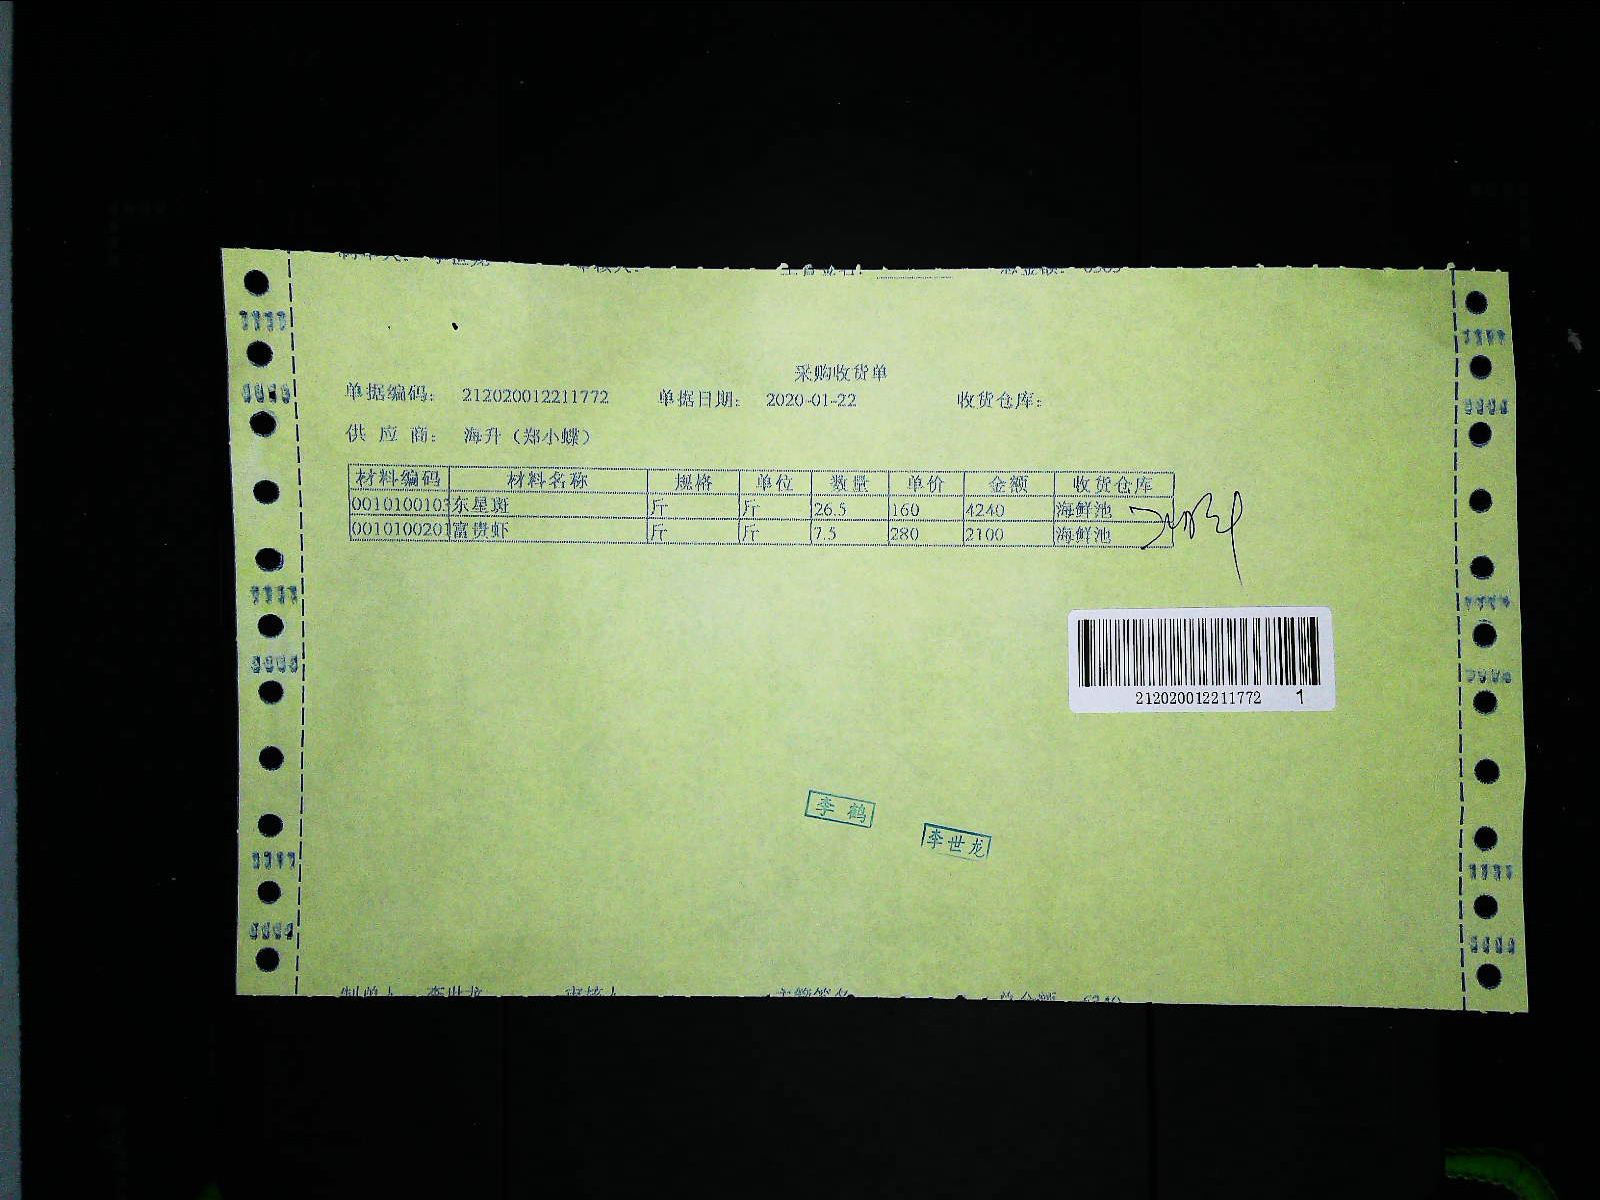 采购收货单
单据编码： 212020012211772 单据日期： 2020-01-22 收货仓库：
供 应 商： 海升（郑小蝶）
材料编码 材料名称 规格 单位 数量 单价 金额 收货仓库
0010100103 东星斑 斤 斤 26.5 160 4240 海鲜池
0010100201 富贵虾 斤 斤 7.5 280 2100 海鲜池
212020012211772 1
李 鹤
李世龙